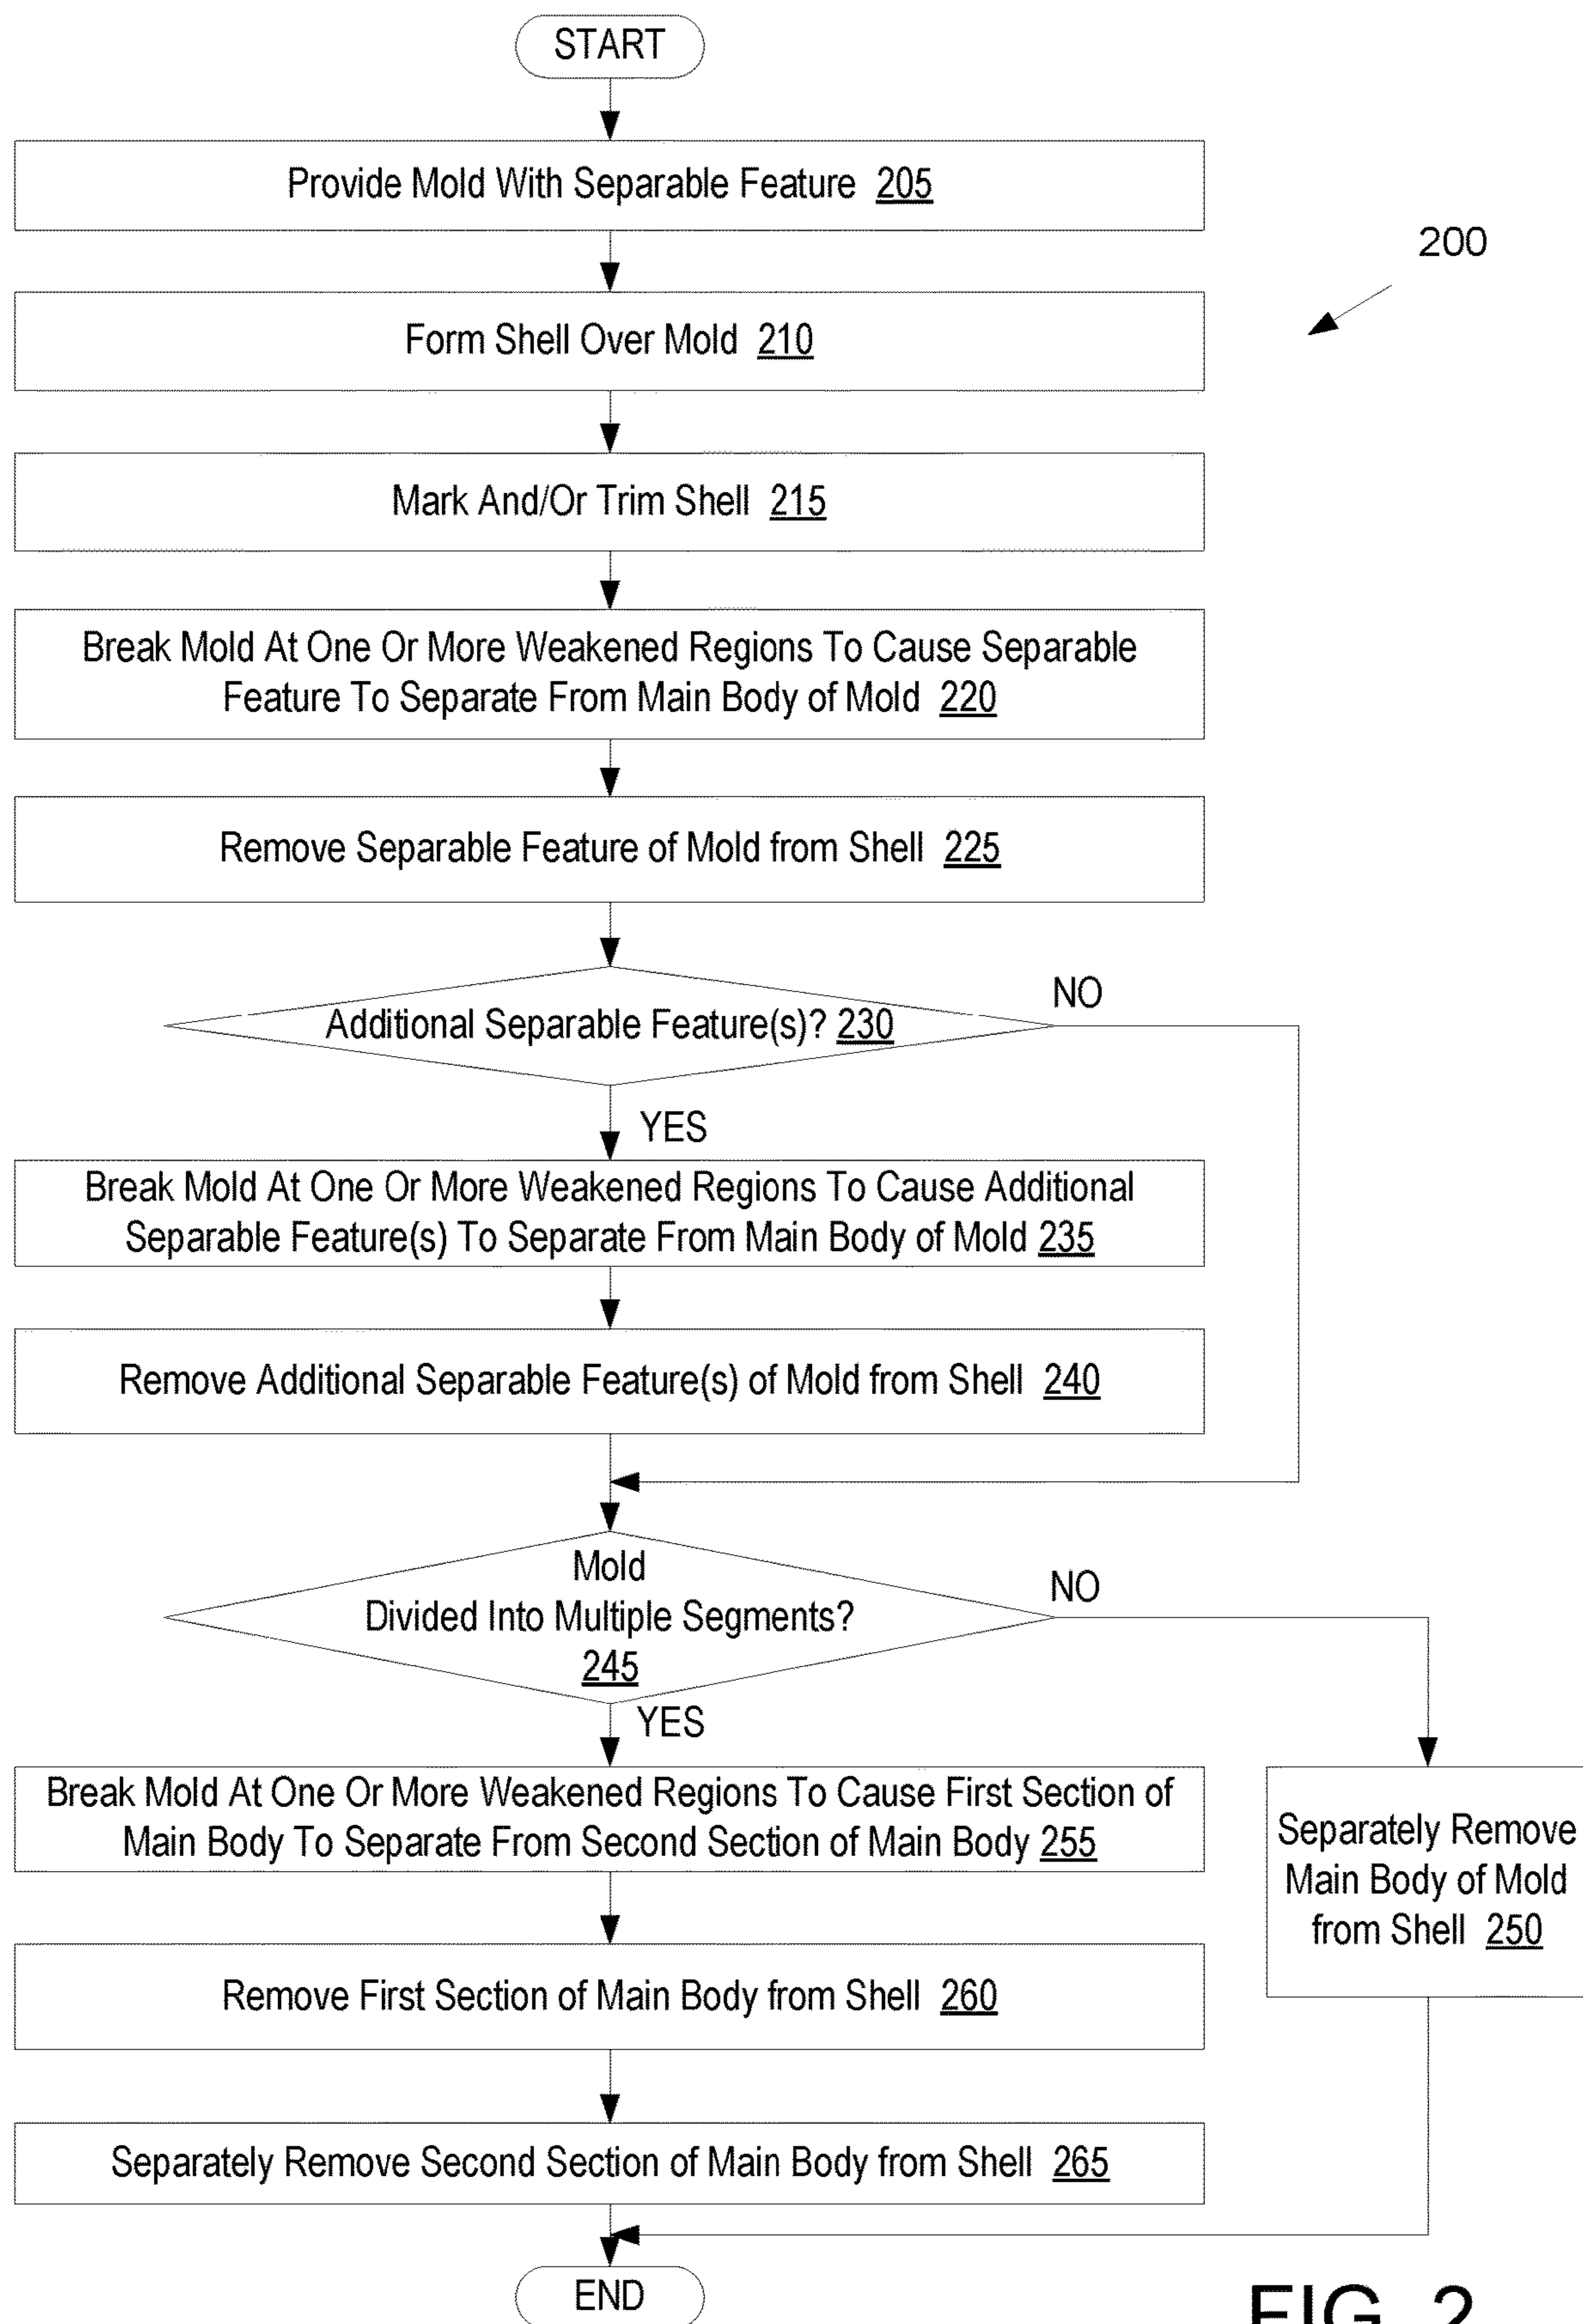 START
Provide Mold With Separable Feature 205
200
Form Shell Over Mold 210
Mark And/Or Trim Shell 215
Break Mold At One Or More Weakened Regions To Cause Separable
Feature To Separate From Main Body of Mold 220
Remove Separable Feature of Mold from Shell 225
Additional Separable Feature(s)? 230
NO
YES
Break Mold At One Or More Weakened Regions To Cause Additional
Separable Feature(s) To Separate From Main Body of Mold 235
Remove Additional Separable Feature(s) of Mold from Shell 240
Mold
Divided Into Multiple Segments?
245
NO
YES
Break Mold At One Or More Weakened Regions To Cause First Section of
Main Body To Separate From Second Section of Main Body 255
Separately Remove
Main Body of Mold
from Shell 250
Remove First Section of Main Body from Shell 260
Separately Remove Second Section of Main Body from Shell 265
END
FIG. 2